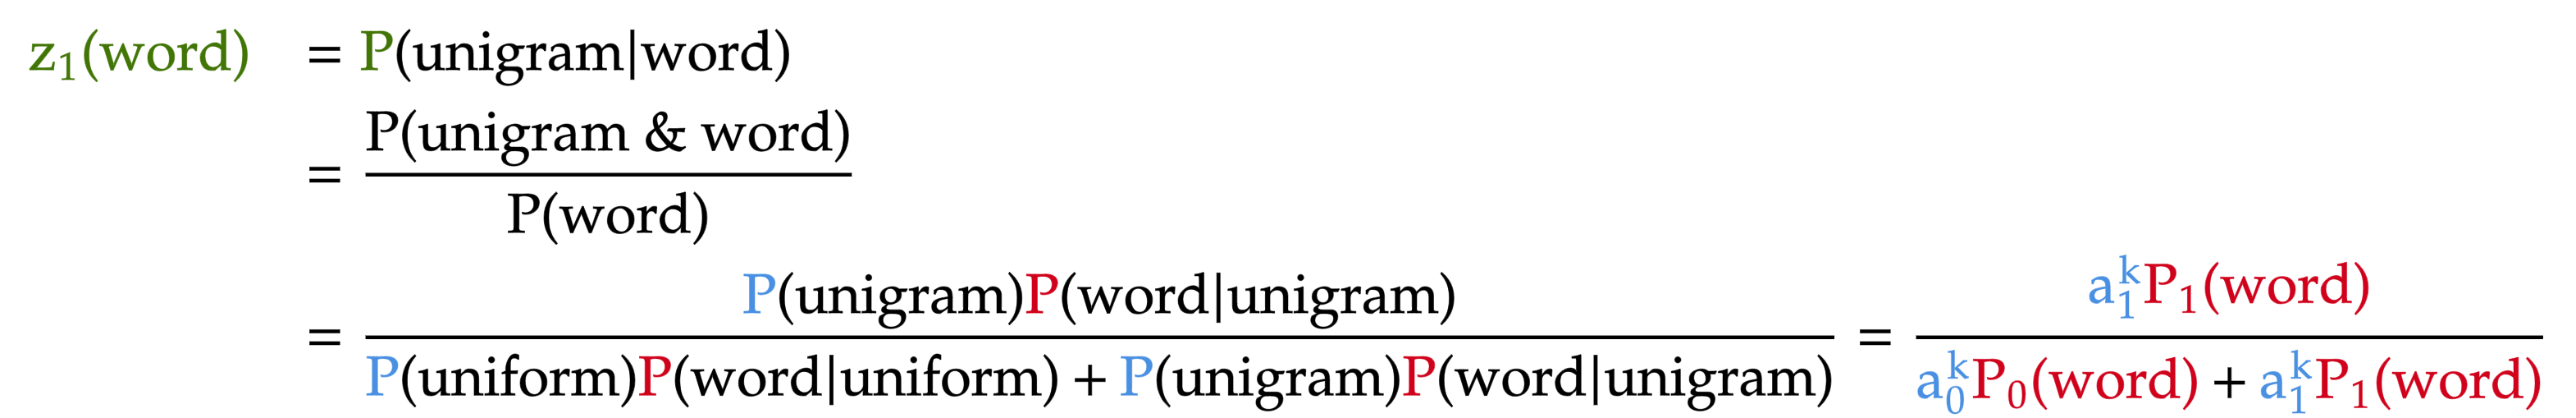 z₁(word) = P(unigram|word)
= P(unigram & word) / P(word)
= P(unigram)P(word|unigram) / P(uniform)P(word|uniform) + P(unigram)P(word|unigram) = a₁ᵏP₁(word) / a₀ᵏP₀(word) + a₁ᵏP₁(word)